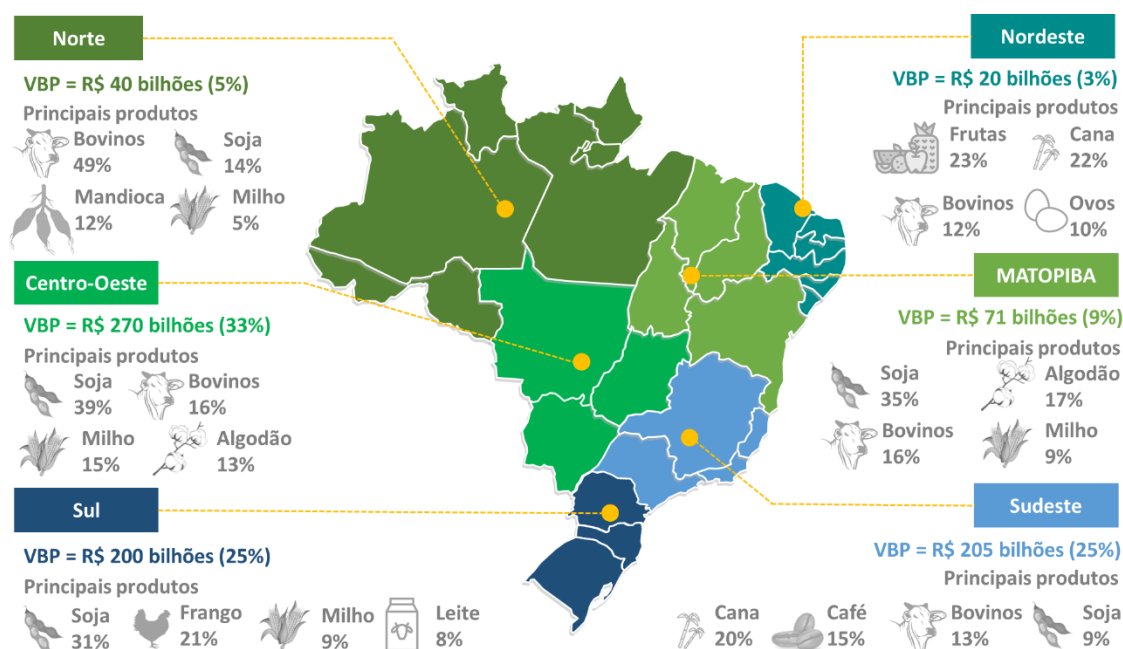 Norte
VBP = R$ 40 bilhões (5%)
Principais produtos
Bovinos
49%
Soja
14%
Mandioca
12%
Milho
5%
Nordeste
VBP = R$ 20 bilhões (3%)
Principais produtos
Frutas
23%
Cana
22%
Bovinos
12%
Ovos
10%
Centro-Oeste
VBP = R$ 270 bilhões (33%)
Principais produtos
Soja
39%
Bovinos
16%
Milho
15%
Algodão
13%
MATOPIBA
VBP = R$ 71 bilhões (9%)
Principais produtos
Soja
35%
Algodão
17%
Bovinos
16%
Milho
9%
Sul
VBP = R$ 200 bilhões (25%)
Principais produtos
Soja
31%
Frango
21%
Milho
9%
Leite
8%
Sudeste
VBP = R$ 205 bilhões (25%)
Principais produtos
Cana
20%
Café
15%
Bovinos
13%
Soja
9%